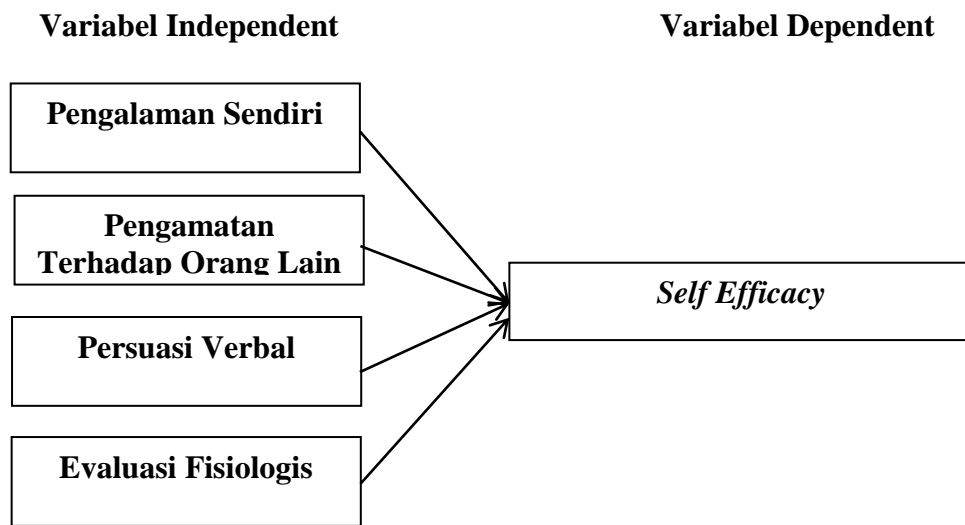 Variabel Independent
Variabel Dependent
Pengalaman Sendiri
Pengamatan
Terhadap Orang Lain
Self Efficacy
Persuasi Verbal
Evaluasi Fisiologis